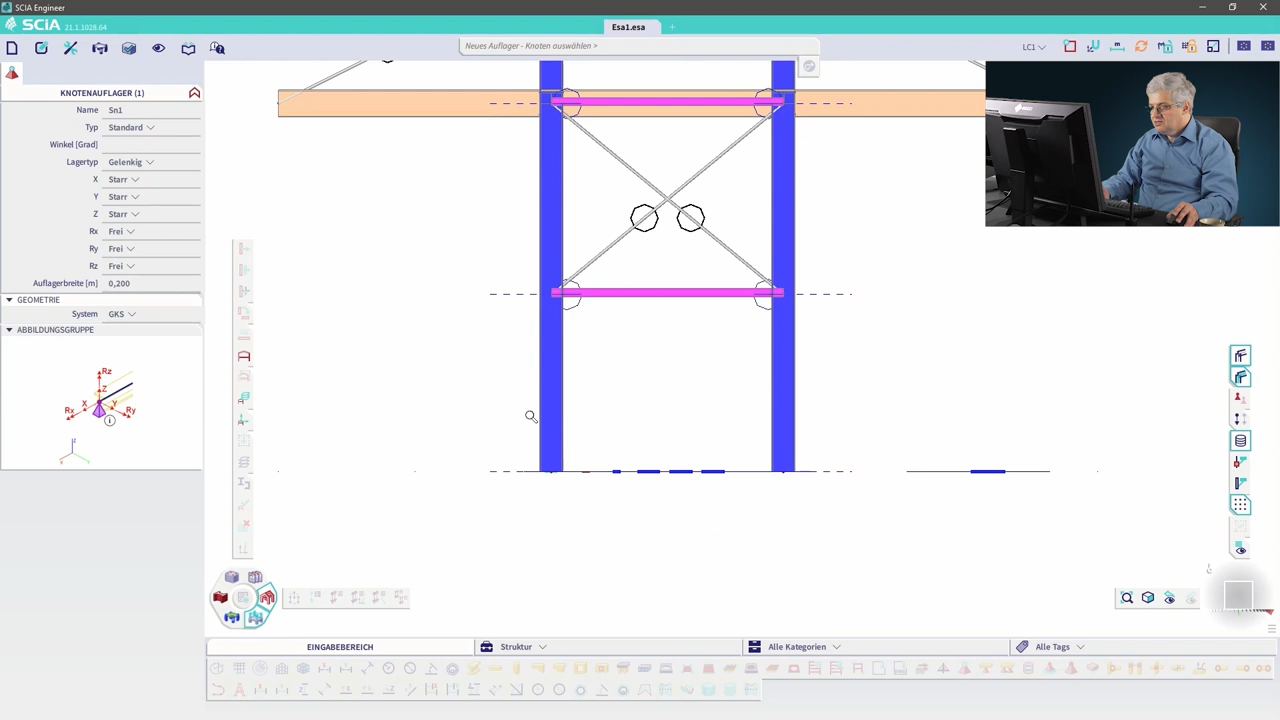 SCIA Engineer
SCIA 21.1.1028.64
Esa1.esa
+
Neues Auflager - Knoten auswählen >
LC1
KNOTENAUFLAGER (1)
Name Sn1
Typ Standard
Winkel [Grad]
Lagertyp Gelenkig
X Starr
Y Starr
Z Starr
Rx Frei
Ry Frei
Rz Frei
Auflagerbreite [m] 0,200
GEOMETRIE
System GKS
ABBILDUNGSGRUPPE
Rz
Z
Rx X Y Ry
EINGABEBEREICH
Struktur
Alle Kategorien
Alle Tags